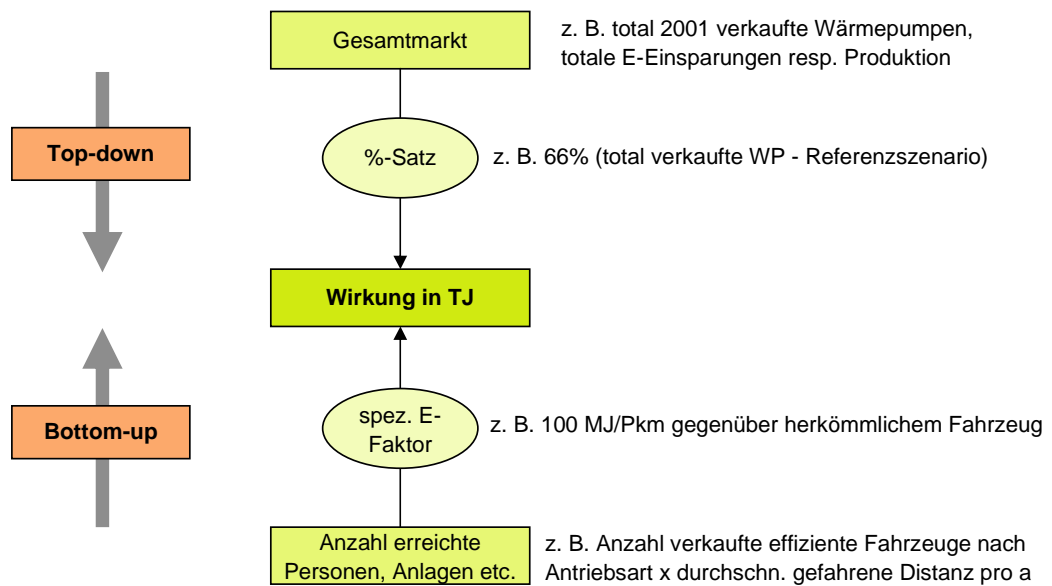 Gesamtmarkt
z. B. total 2001 verkaufte Wärmepumpen,
totale E-Einsparungen resp. Produktion
Top-down
%-Satz
z. B. 66% (total verkaufte WP - Referenzszenario)
Wirkung in TJ
Bottom-up
spez. E-
Faktor
z. B. 100 MJ/Pkm gegenüber herkömmlichem Fahrzeug
Anzahl erreichte
Personen, Anlagen etc.
z. B. Anzahl verkaufte effiziente Fahrzeuge nach
Antriebsart x durchschn. gefahrene Distanz pro a